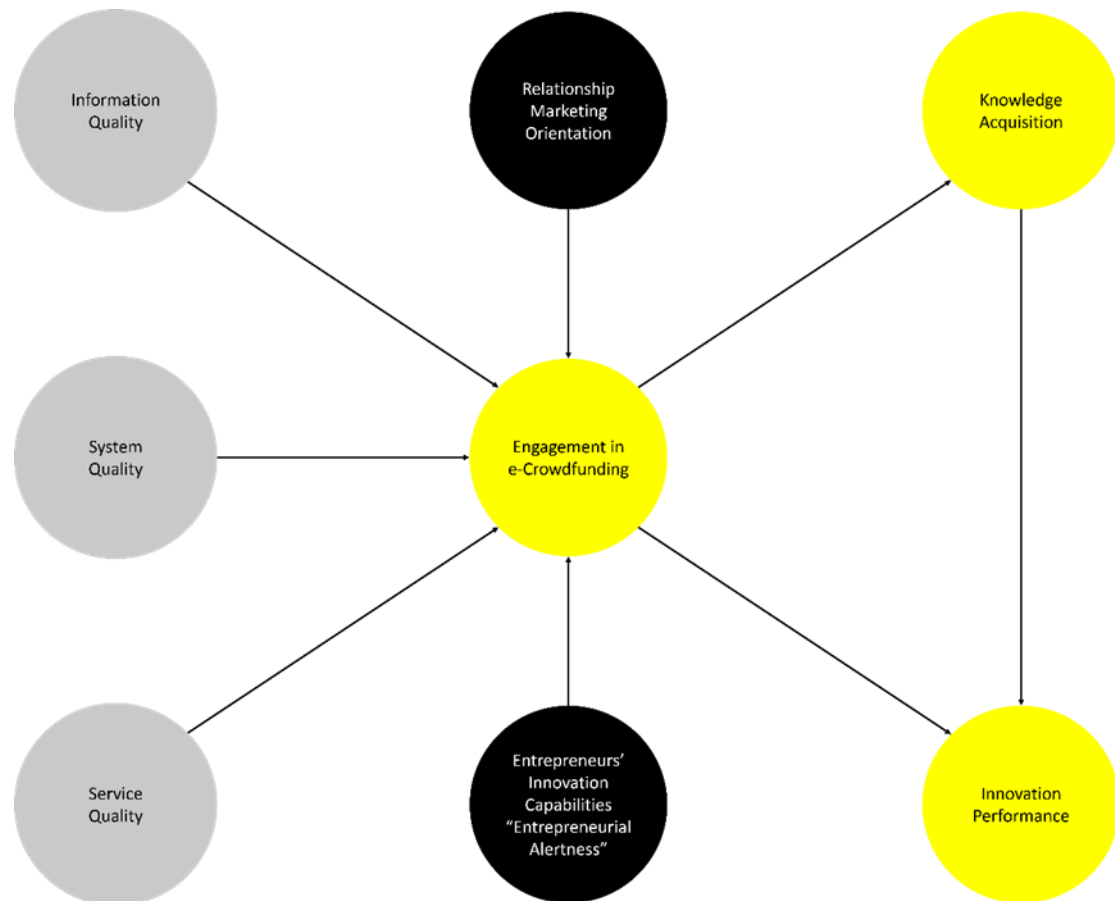 Information
Quality
Relationship
Marketing
Orientation
Knowledge
Acquisition
System
Quality
Engagement in
e-Crowdfunding
Service
Quality
Entrepreneurs’
Innovation
Capabilities
“Entrepreneurial
Alertness”
Innovation
Performance